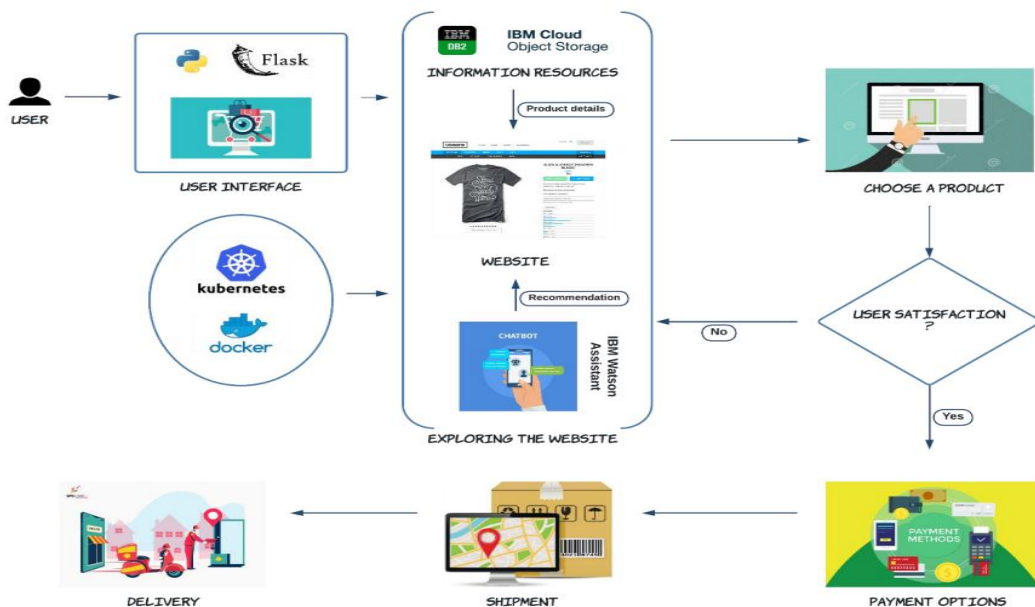 USER
Flask
USER INTERFACE
IBM
DB2
IBM Cloud
Object Storage
INFORMATION RESOURCES
Product details
WEBSITE
Recommendation
CHATBOT
IBM Watson
Assistant
EXPLORING THE WEBSITE
kubernetes
docker
CHOOSE A PRODUCT
USER SATISFACTION
?
No
Yes
PAYMENT
METHODS
PAYMENT OPTIONS
SHIPMENT
DELIVERY